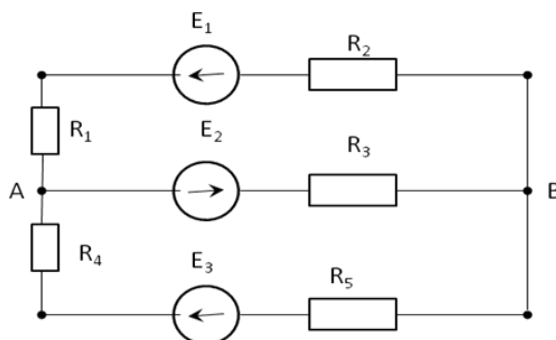 E₁
R₂
R₁
E₂
R₃
A
B
R₄
E₃
R₅